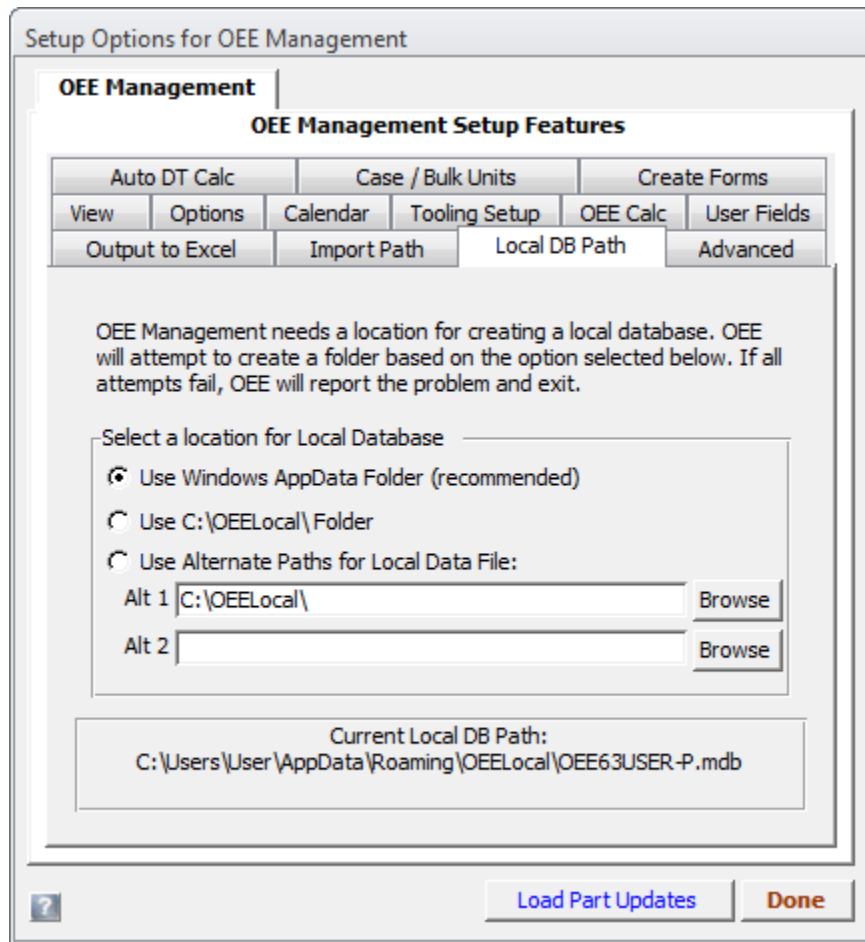 Setup Options for OEE Management
OEE Management
OEE Management Setup Features
Auto DT Calc
Case / Bulk Units
Create Forms
View
Options
Calendar
Tooling Setup
OEE Calc
User Fields
Output to Excel
Import Path
Local DB Path
Advanced
OEE Management needs a location for creating a local database. OEE
will attempt to create a folder based on the option selected below. If all
attempts fail, OEE will report the problem and exit.
Select a location for Local Database
Use Windows AppData Folder (recommended)
Use C:\OEELocal\ Folder
Use Alternate Paths for Local Data File:
Alt 1 C:\OEELocal\ Browse
Alt 2 Browse
Current Local DB Path:
C:\Users\User\AppData\Roaming\OEELocal\OEE63USER-P.mdb
?
Load Part Updates
Done